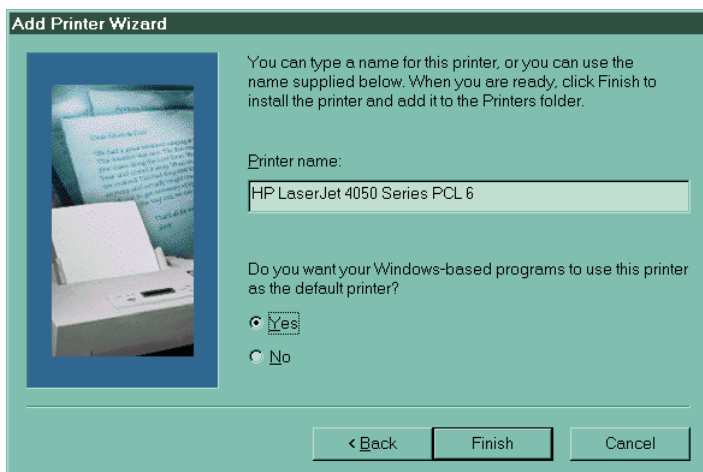 Add Printer Wizard
You can type a name for this printer, or you can use the
name supplied below. When you are ready, click Finish to
install the printer and add it to the Printers folder.
Printer name:
HP LaserJet 4050 Series PCL 6
Do you want your Windows-based programs to use this printer
as the default printer?
Yes
No
< Back
Finish
Cancel